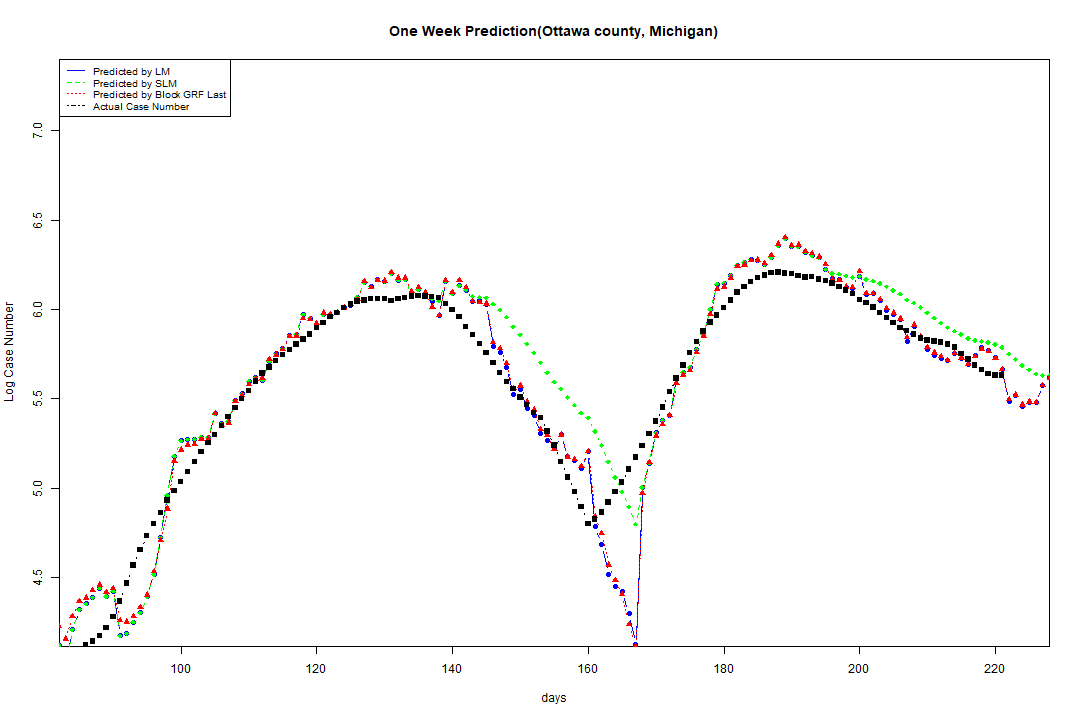 One Week Prediction(Ottawa county, Michigan)
Predicted by LM
Predicted by SLM
Predicted by Block GRF Last
Actual Case Number
Log Case Number
7.0
6.5
6.0
5.5
5.0
4.5
100 120 140 160 180 200 220
days